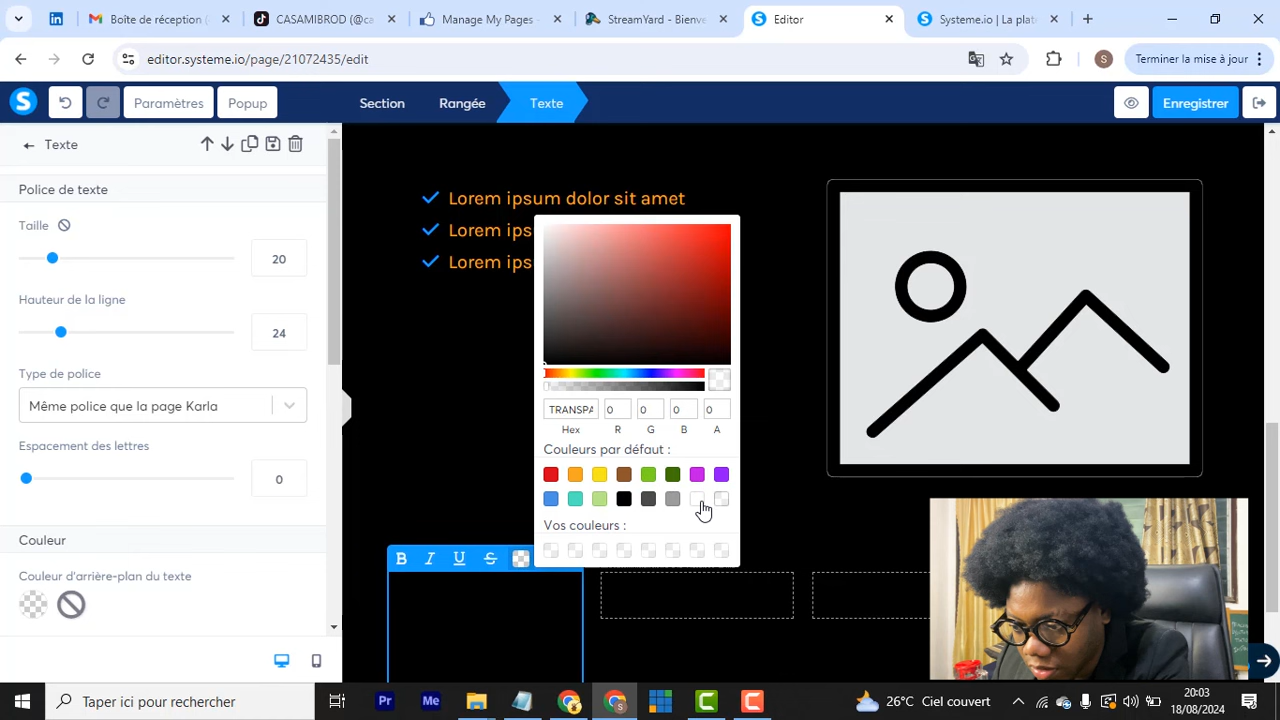 Boîte de réception (
CASAMIBROD (@ca
Manage My Pages -
StreamYard - Bienve
Editor
Systeme.io | La plate
editor.systeme.io/page/21072435/edit
S
Terminer la mise à jour
Paramètres
Popup
Section
Rangée
Texte
Enregistrer
Texte
Police de texte
Taille
20
Hauteur de la ligne
24
Type de police
Même police que la page Karla
Espacement des lettres
0
Couleur
Couleur d'arrière-plan du texte
Lorem ipsum dolor sit amet
Lorem ips
Lorem ips
TRANSPA
0
0
0
0
Hex
R
G
B
A
Couleurs par défaut :
Vos couleurs :
B
I
U
S
Taper ici pour rechercher
Pr
Me
S
26°C Ciel couvert
20:03
18/08/2024